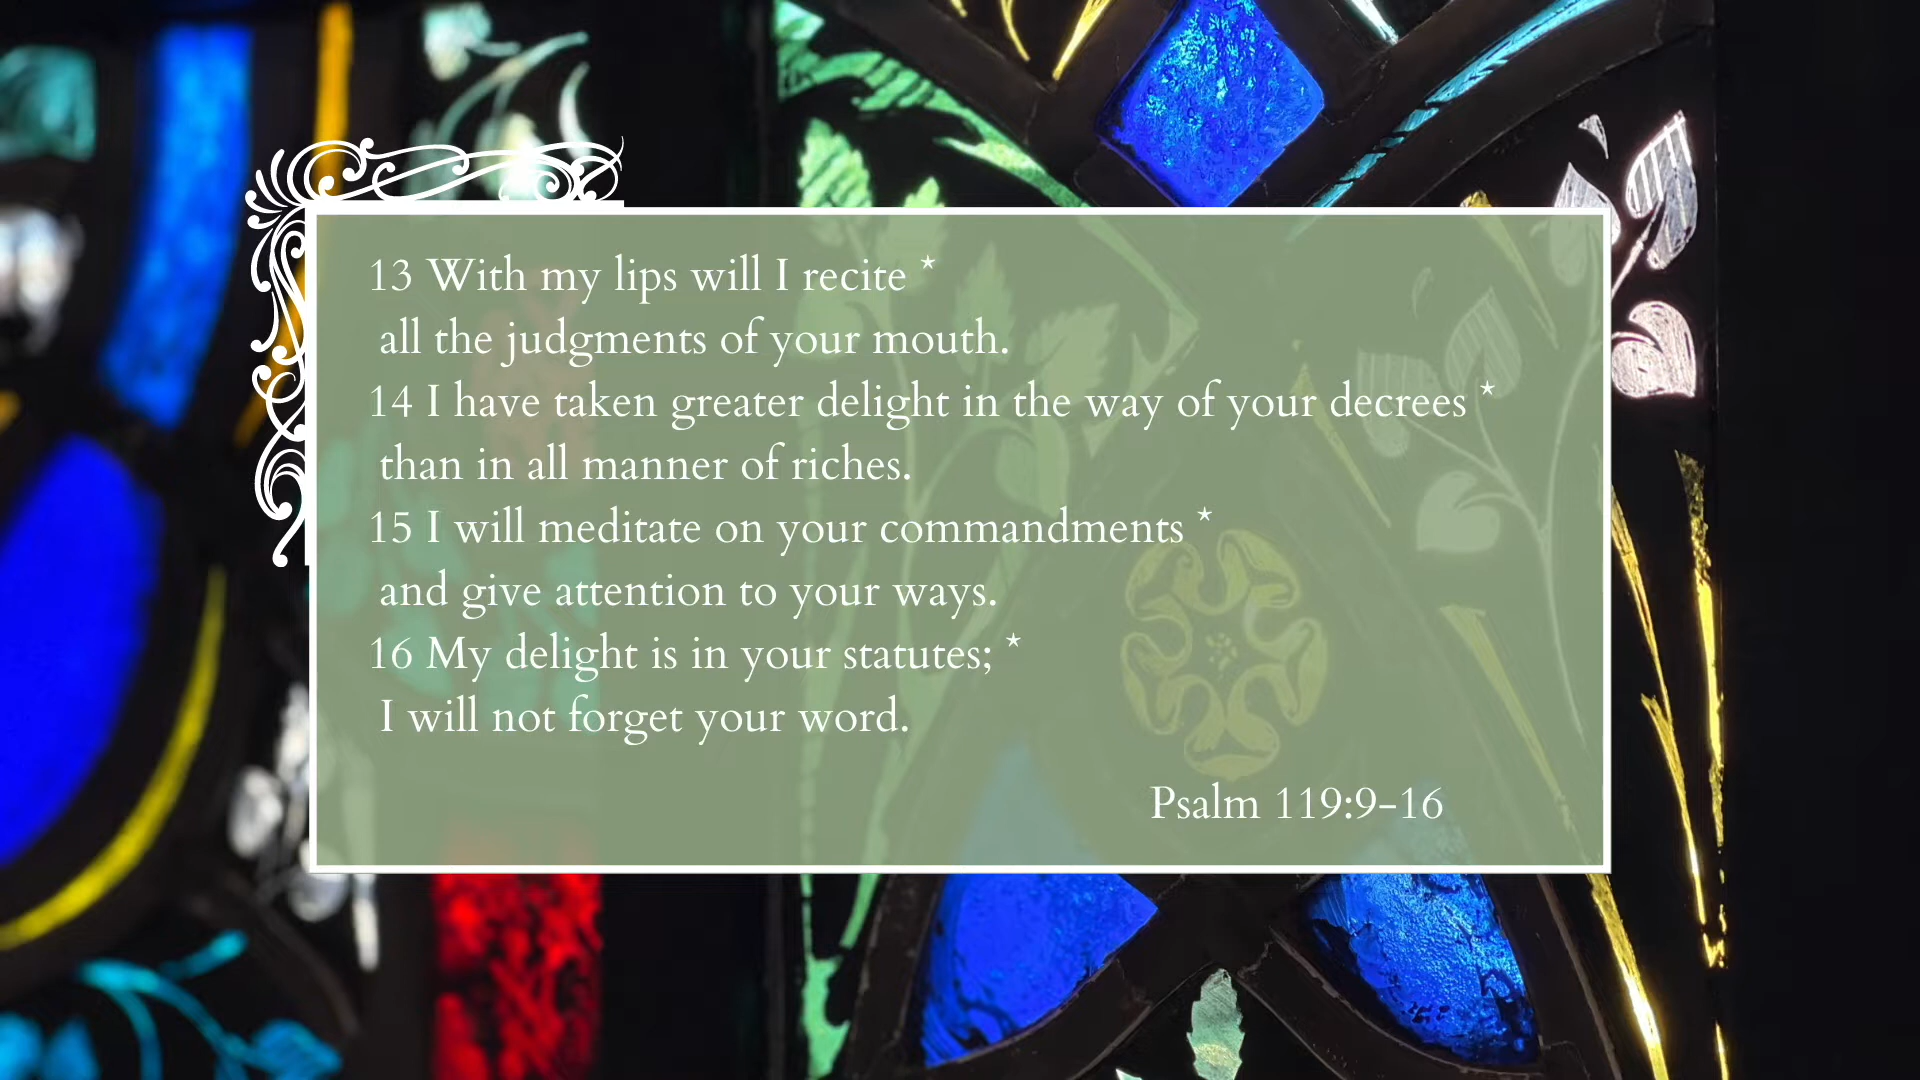 13 With my lips will I recite *
all the judgments of your mouth.
14 I have taken greater delight in the way of your decrees *
than in all manner of riches.
15 I will meditate on your commandments *
and give attention to your ways.
16 My delight is in your statutes; *
I will not forget your word.
Psalm 119:9-16